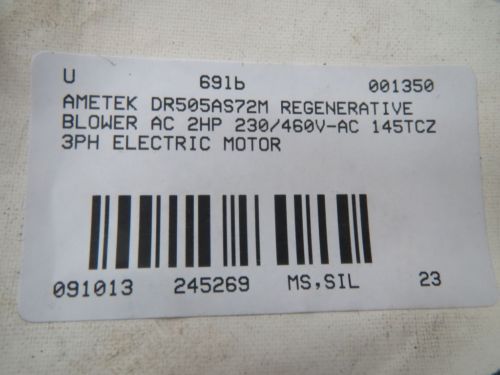 U 69lb 001350
AMETEK DR505AS72M REGENERATIVE
BLOWER AC 2HP 230/460V-AC 145TCZ
3PH ELECTRIC MOTOR
091013 245269 MS,SIL 23